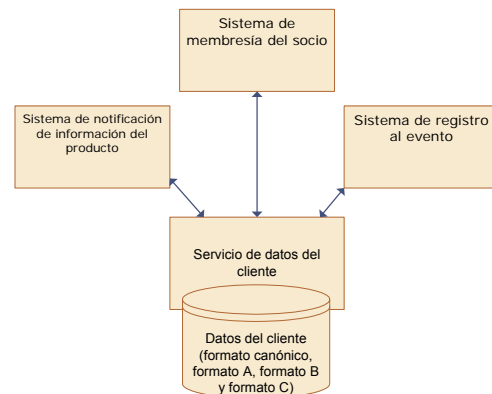 Sistema de
membresía del socio
Sistema de notificación
de información del
producto
Sistema de registro
al evento
Servicio de datos del
cliente
Datos del cliente
(formato canónico,
formato A, formato B
y formato C)